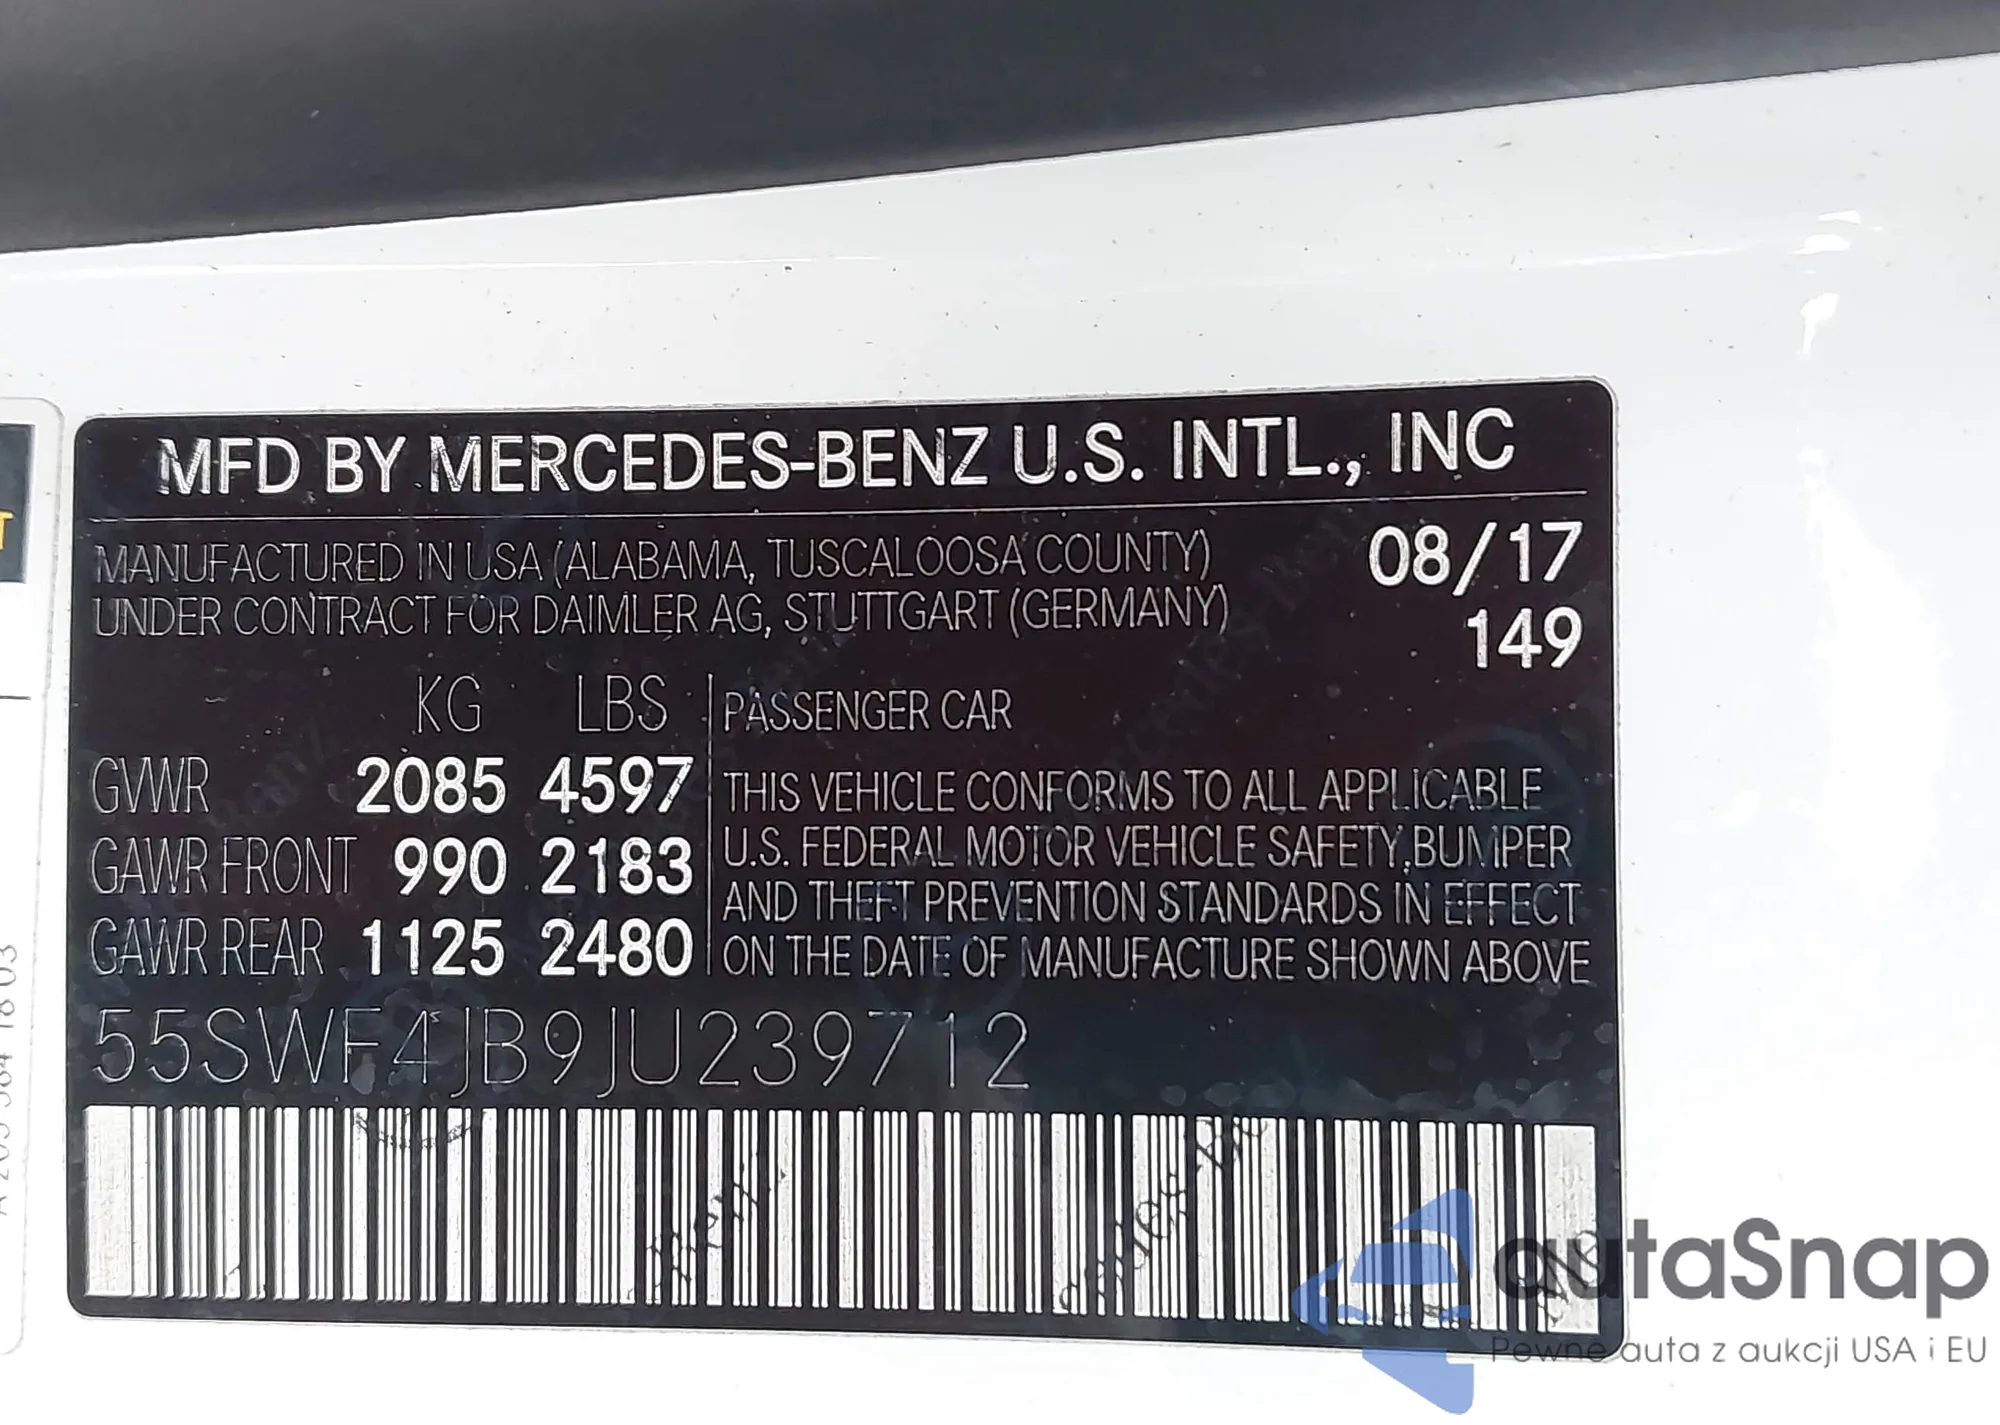 MFD BY MERCEDES-BENZ U.S. INTL., INC
MANUFACTURED IN USA (ALABAMA, TUSCALOOSA COUNTY)
UNDER CONTRACT FOR DAIMLER AG, STUTTGART (GERMANY)
08/17
149
KG LBS
GVWR 2085 4597
GAWR FRONT 990 2183
GAWR REAR 1125 2480
PASSENGER CAR
THIS VEHICLE CONFORMS TO ALL APPLICABLE
U.S. FEDERAL MOTOR VEHICLE SAFETY,BUMPER
AND THEFT PREVENTION STANDARDS IN EFFECT
ON THE DATE OF MANUFACTURE SHOWN ABOVE
55SWF4JB9JU239712
autaSnap
Pewne auta z aukcji USA i EU